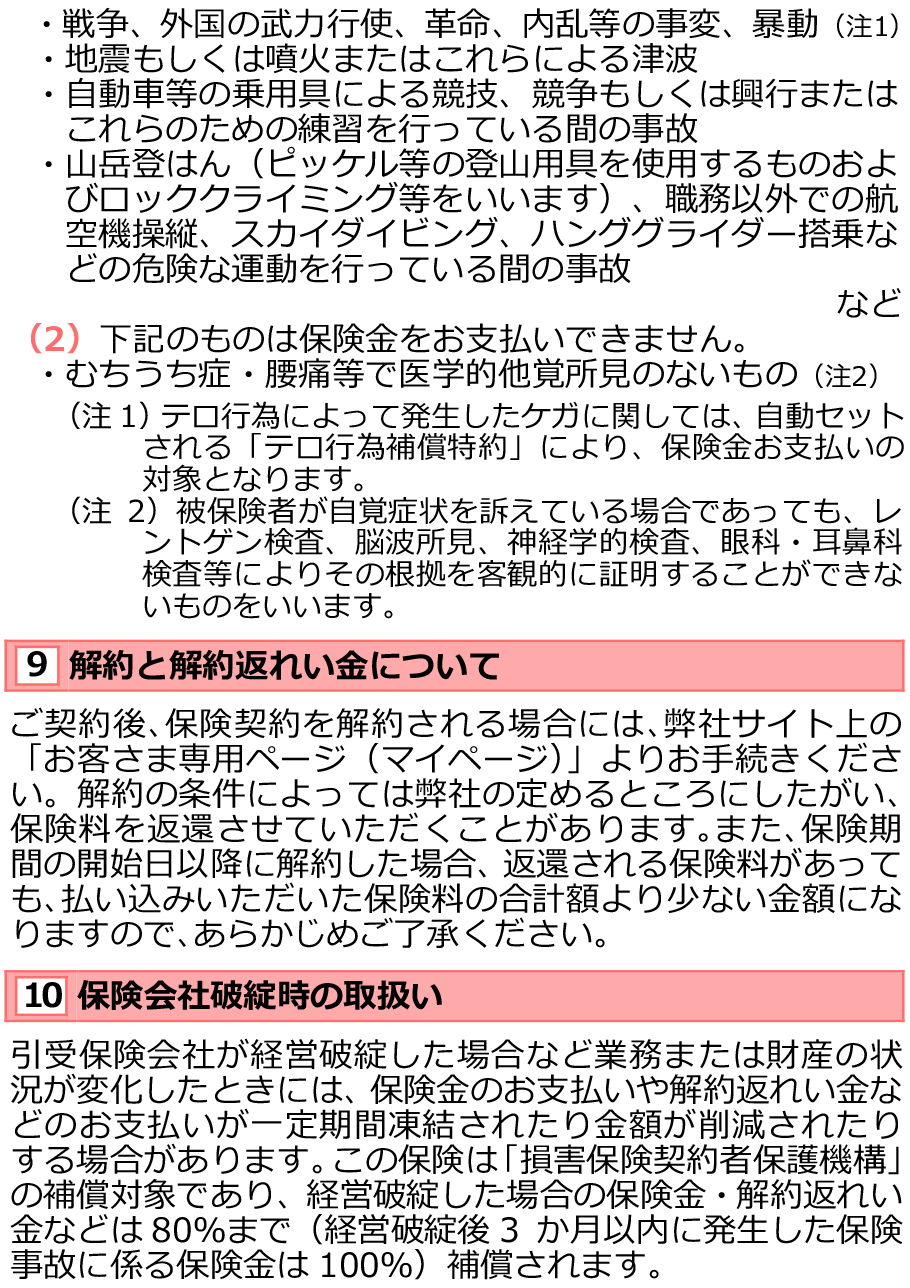 ・戦争、外国の武力行使、革命、内乱等の事変、暴動（注1）
・地震もしくは噴火またはこれらによる津波
・自動車等の乗用具による競技、競争もしくは興行または
これらのための練習を行っている間の事故
・山岳登はん（ピッケル等の登山用具を使用するものおよ
びロッククライミング等をいいます）、職務以外での航
空機操縦、スカイダイビング、ハンググライダー搭乗な
どの危険な運動を行っている間の事故
など
（2）下記のものは保険金をお支払いできません。
・むちうち症・腰痛等で医学的他覚所見のないもの（注2）
（注1）テロ行為によって発生したケガに関しては、自動セット
される「テロ行為補償特約」により、保険金お支払いの
対象となります。
（注 2）被保険者が自覚症状を訴えている場合であっても、レ
ントゲン検査、脳波所見、神経学的検査、眼科・耳鼻科
検査等によりその根拠を客観的に証明することができな
いものをいいます。
9 解約と解約返れい金について
ご契約後、保険契約を解約される場合には、弊社サイト上の
「お客さま専用ページ（マイページ）」よりお手続きくださ
い。解約の条件によっては弊社の定めるところにしたがい、
保険料を返還させていただくことがあります。また、保険期
間の開始日以降に解約した場合、返還される保険料があって
も、払い込みいただいた保険料の合計額より少ない金額にな
りますので、あらかじめご了承ください。
10 保険会社破綻時の取扱い
引受保険会社が経営破綻した場合など業務または財産の状
況が変化したときには、保険金のお支払いや解約返れい金な
どのお支払いが一定期間凍結されたり金額が削減されたり
する場合があります。この保険は「損害保険契約者保護機構」
の補償対象であり、経営破綻した場合の保険金・解約返れい
金などは80%まで（経営破綻後3 か月以内に発生した保険
事故に係る保険金は100%）補償されます。